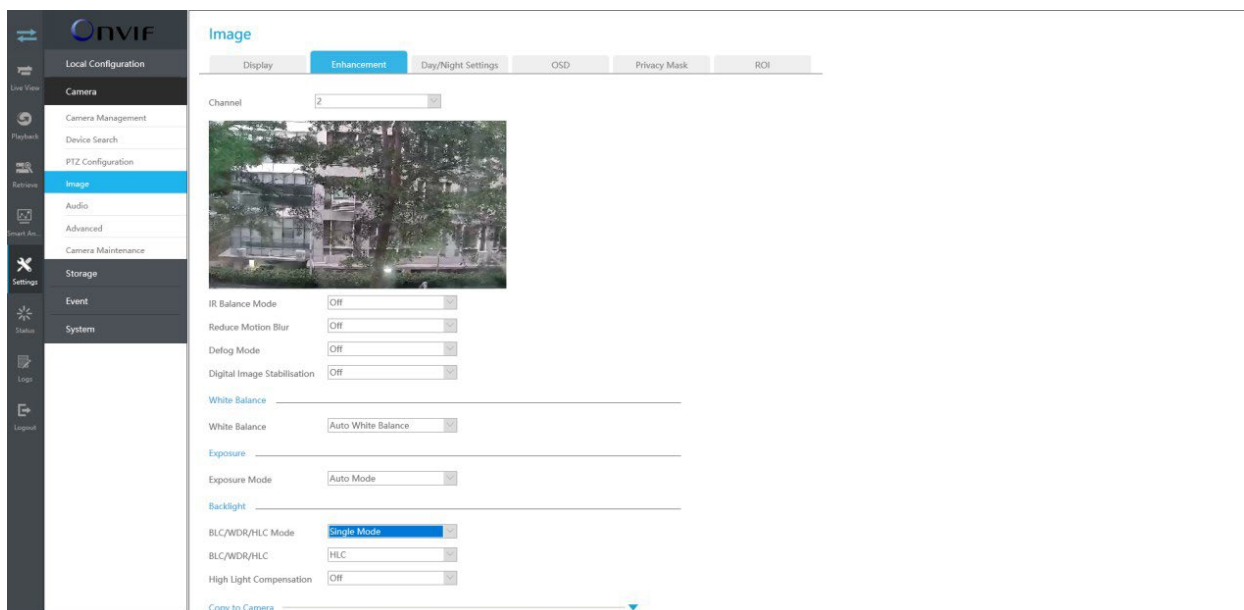 Onvif
Live View
Playback
Retrieve
Smart An...
Settings
Status
Logs
Logout
Local Configuration
Camera
Camera Management
Device Search
PTZ Configuration
Image
Audio
Advanced
Camera Maintenance
Storage
Event
System
Image
Display Enhancement Day/Night Settings OSD Privacy Mask ROI
Channel 2
IR Balance Mode Off
Reduce Motion Blur Off
Defog Mode Off
Digital Image Stabilisation Off
White Balance
White Balance Auto White Balance
Exposure
Exposure Mode Auto Mode
Backlight
BLC/WDR/HLC Mode Single Mode
BLC/WDR/HLC HLC
High Light Compensation Off
Copy to Camera